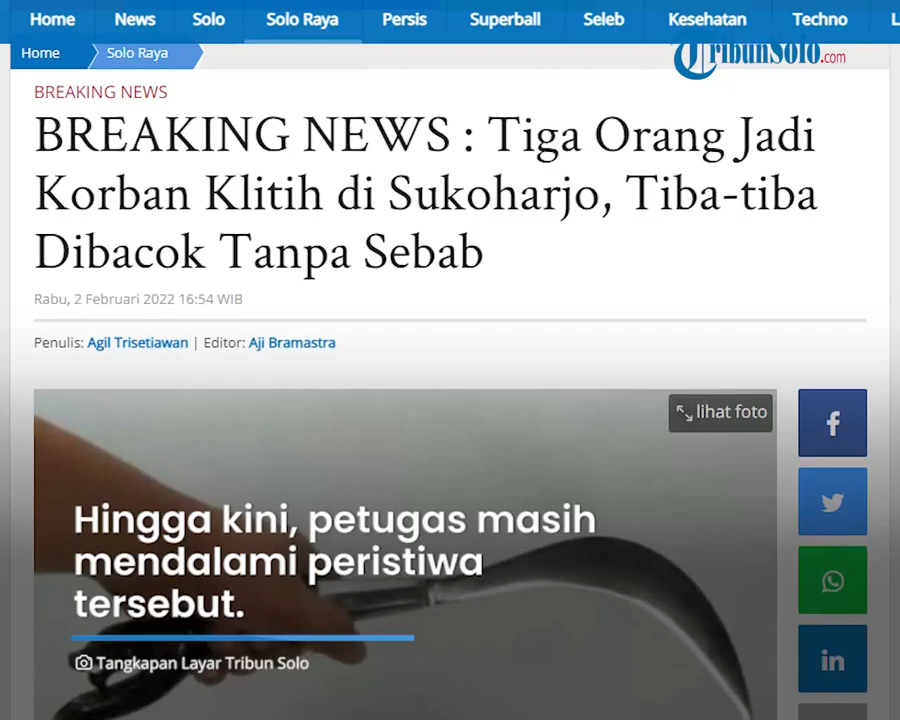 Home News Solo Solo Raya Persis Superball Seleb Kesehatan Techno
Home Solo Raya
TribunSolo.com
BREAKING NEWS
BREAKING NEWS : Tiga Orang Jadi
Korban Klitih di Sukoharjo, Tiba-tiba
Dibacok Tanpa Sebab
Rabu, 2 Februari 2022 16:54 WIB
Penulis: Agil Trisetiawan | Editor: Aji Bramastra
lihat foto
Hingga kini, petugas masih
mendalami peristiwa
tersebut.
Tangkapan Layar Tribun Solo